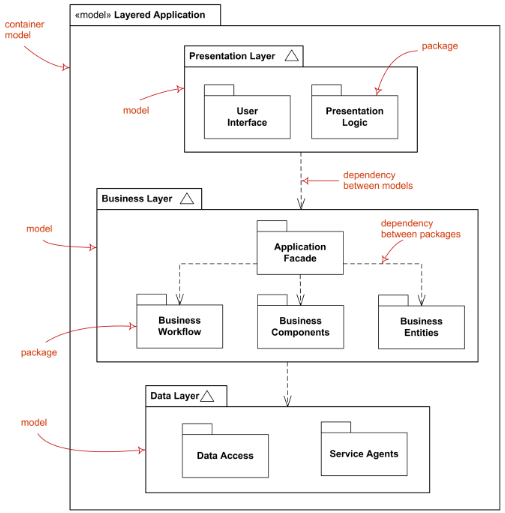 «model» Layered Application
container
model
Presentation Layer
package
User
Interface
Presentation
Logic
model
dependency
between models
Business Layer
model
dependency
between packages
Application
Facade
Business
Workflow
Business
Components
Business
Entities
package
Data Layer
model
Data Access
Service Agents